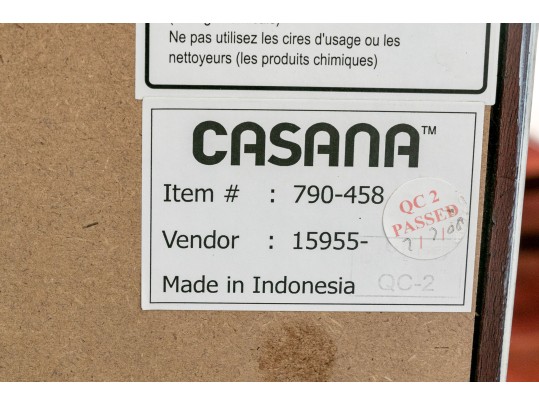 Ne pas utilisez les cires d'usage ou les
nettoyeurs (les produits chimiques)
CASANA™
Item # : 790-458
QC 2
PASSED
Vendor : 15955-
Made in Indonesia
QC-2